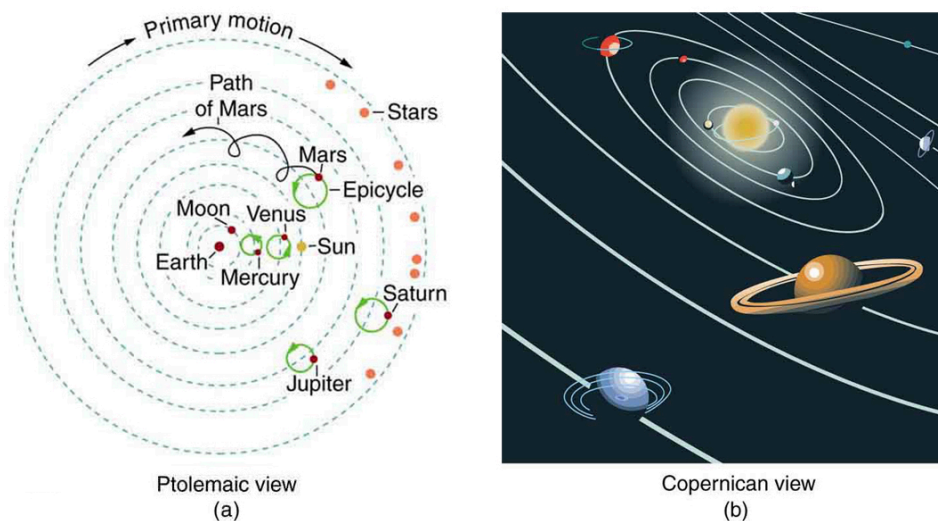 Primary motion
Path
of Mars
Stars
Mars
Epicycle
Moon
Venus
Earth
Sun
Mercury
Saturn
Jupiter
Ptolemaic view
(a)
Copernican view
(b)